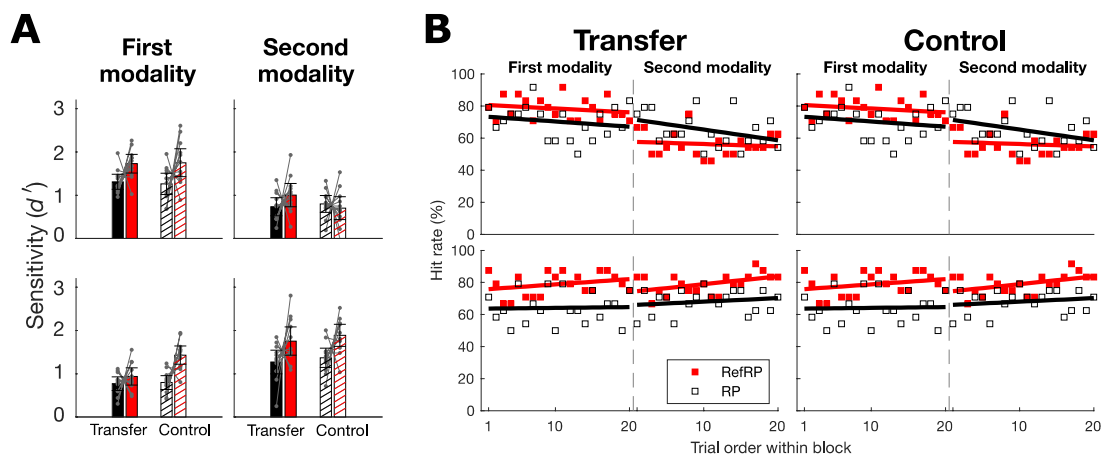 A
First
modality
Second
modality
Sensitivity (d′)
3
2
1
0
3
2
1
0
Transfer Control
Transfer Control
B
Transfer
Control
First modality
Second modality
First modality
Second modality
Hit rate (%)
100
80
60
40
20
0
100
80
60
40
20
0
RefRP
RP
1 10 20 10 20
1 10 20 10 20
Trial order within block